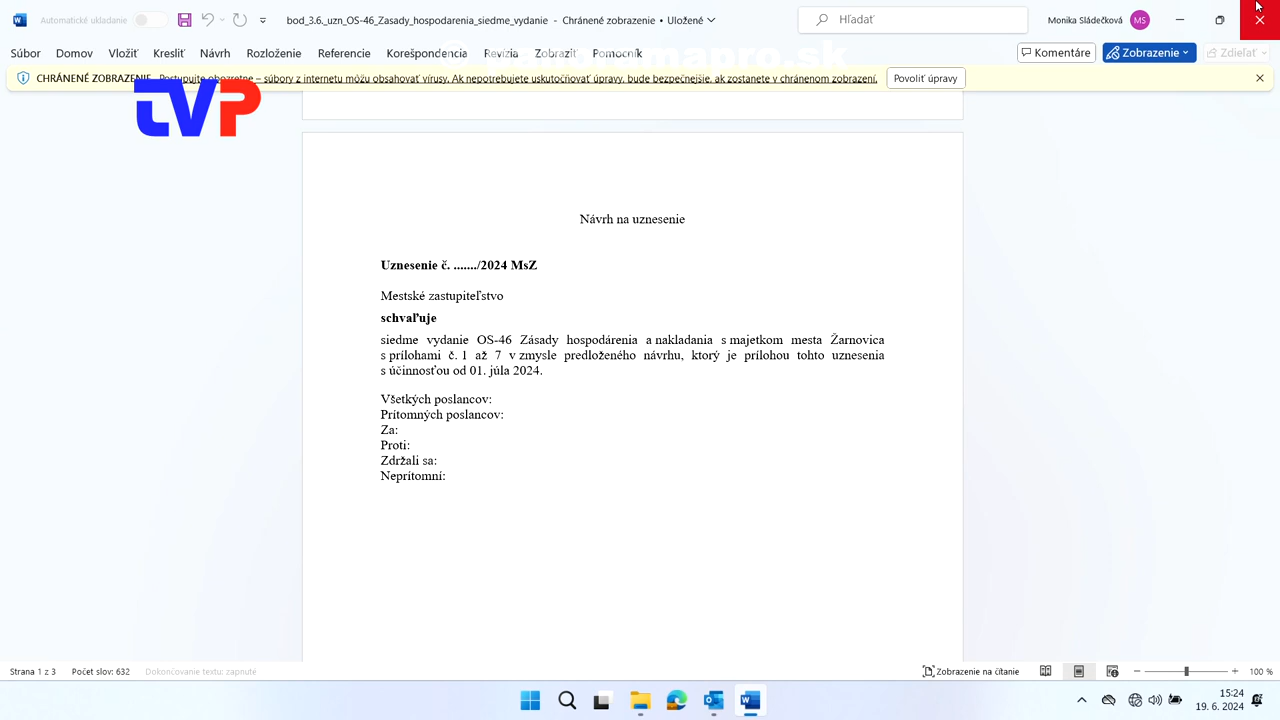 Automatické ukladanie
bod_3.6._uzn_OS-46_Zasady_hospodarenia_siedme_vydanie - Chránené zobrazenie • Uložené
Hľadať
Monika Sládečková MS
Súbor Domov Vložiť Kresliť Návrh Rozloženie Referencie Korešpondencia Revízia Zobraziť Pomocník
Komentáre Zobrazenie Zdieľať
CHRÁNENÉ ZOBRAZENIE Postupujte obozretne – súbory z internetu môžu obsahovať vírusy. Ak nepotrebujete uskutočňovať úpravy, bude bezpečnejšie, ak zostanete v chránenom zobrazení. Povoliť úpravy
tVP
Návrh na uznesenie
Uznesenie č. ......./2024 MsZ
Mestské zastupiteľstvo
schvaľuje
siedme vydanie OS-46 Zásady hospodárenia a nakladania s majetkom mesta Žarnovica
s prílohami č. 1 až 7 v zmysle predloženého návrhu, ktorý je prílohou tohto uznesenia
s účinnosťou od 01. júla 2024.
Všetkých poslancov:
Prítomných poslancov:
Za:
Proti:
Zdržali sa:
Neprítomní:
Strana 1 z 3 Počet slov: 632 Dokončovanie textu: zapnuté
Zobrazenie na čítanie 100 %
15:24
19. 6. 2024